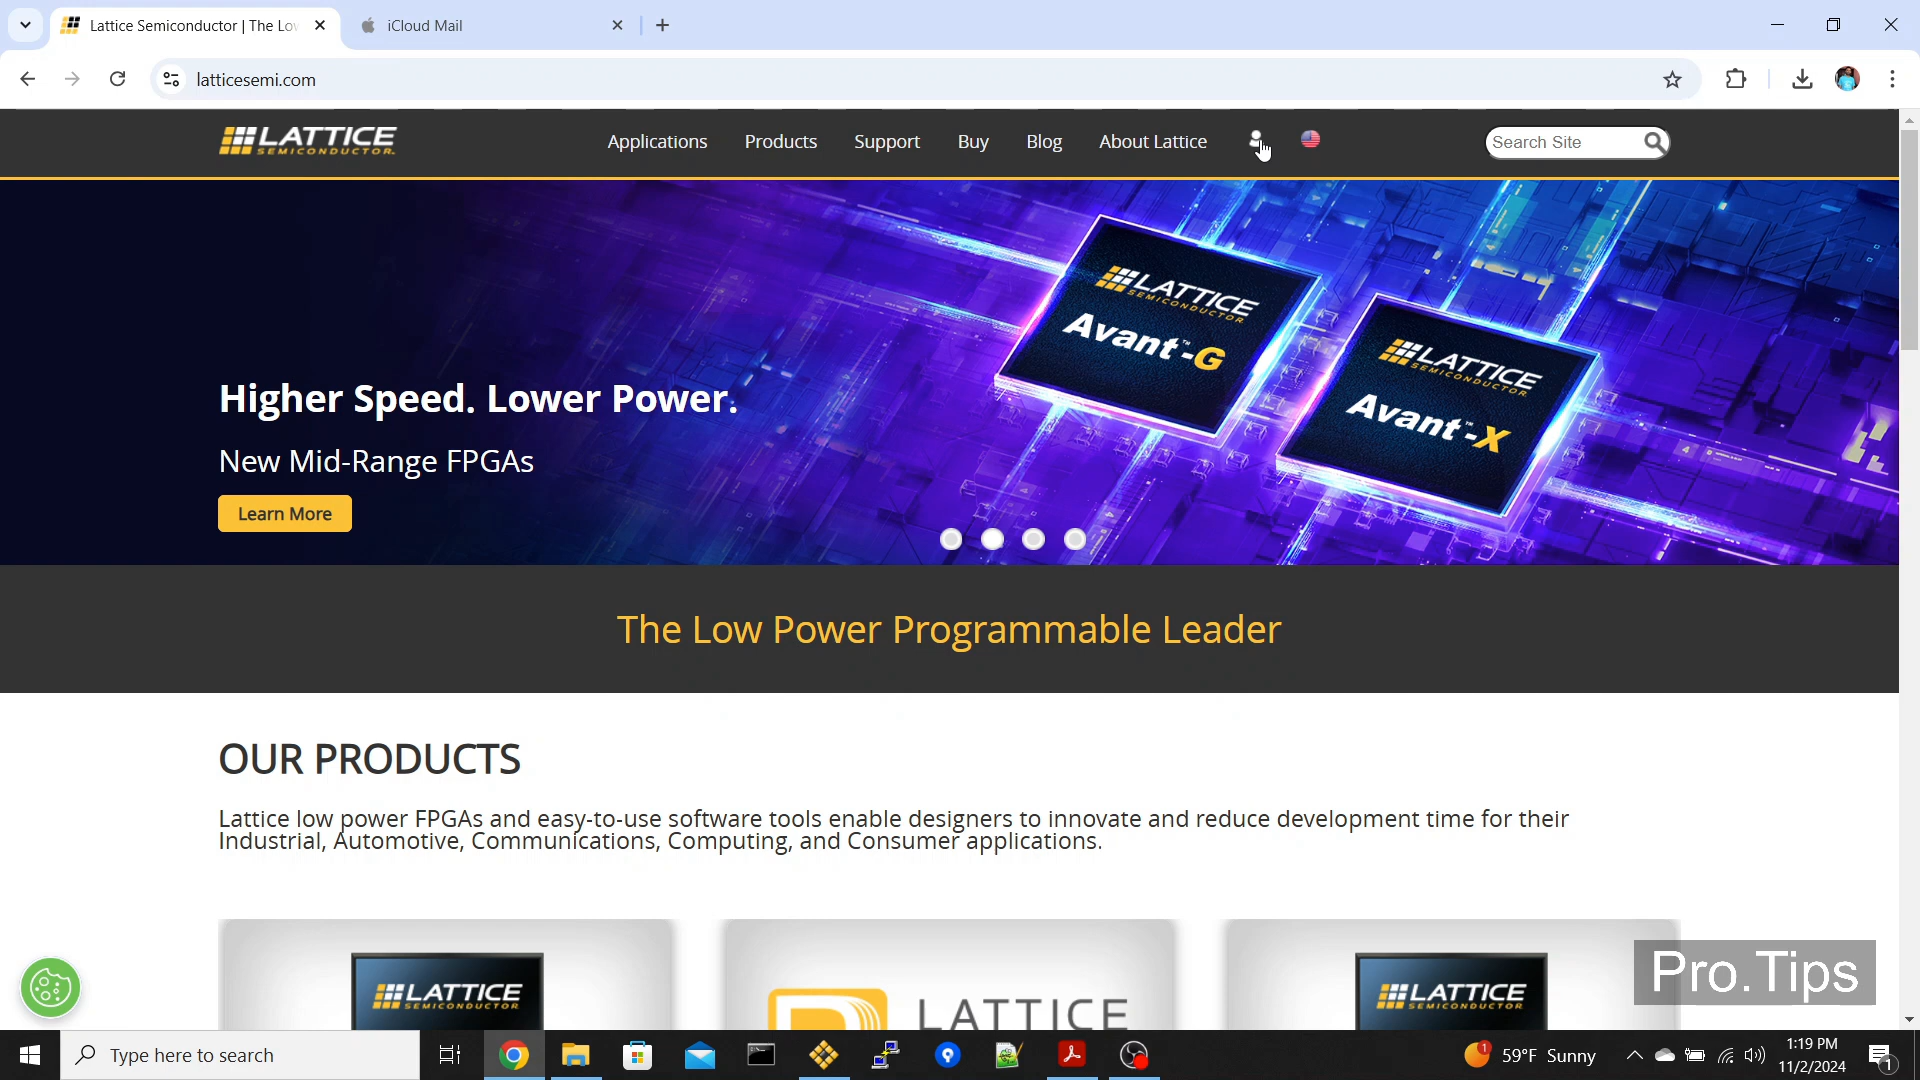 Lattice Semiconductor | The Lo
iCloud Mail
latticesemi.com
LATTICE
SEMICONDUCTOR.
Applications Products Support Buy Blog About Lattice
Search Site
LATTICE
SEMICONDUCTOR
Avant™-G
LATTICE
SEMICONDUCTOR
Avant™-X
Higher Speed. Lower Power.
New Mid-Range FPGAs
Learn More
The Low Power Programmable Leader
OUR PRODUCTS
Lattice low power FPGAs and easy-to-use software tools enable designers to innovate and reduce development time for their
Industrial, Automotive, Communications, Computing, and Consumer applications.
LATTICE
SEMICONDUCTOR
LATTICE
LATTICE
SEMICONDUCTOR
Pro.Tips
Type here to search
1
59°F Sunny
1:19 PM
11/2/2024
1